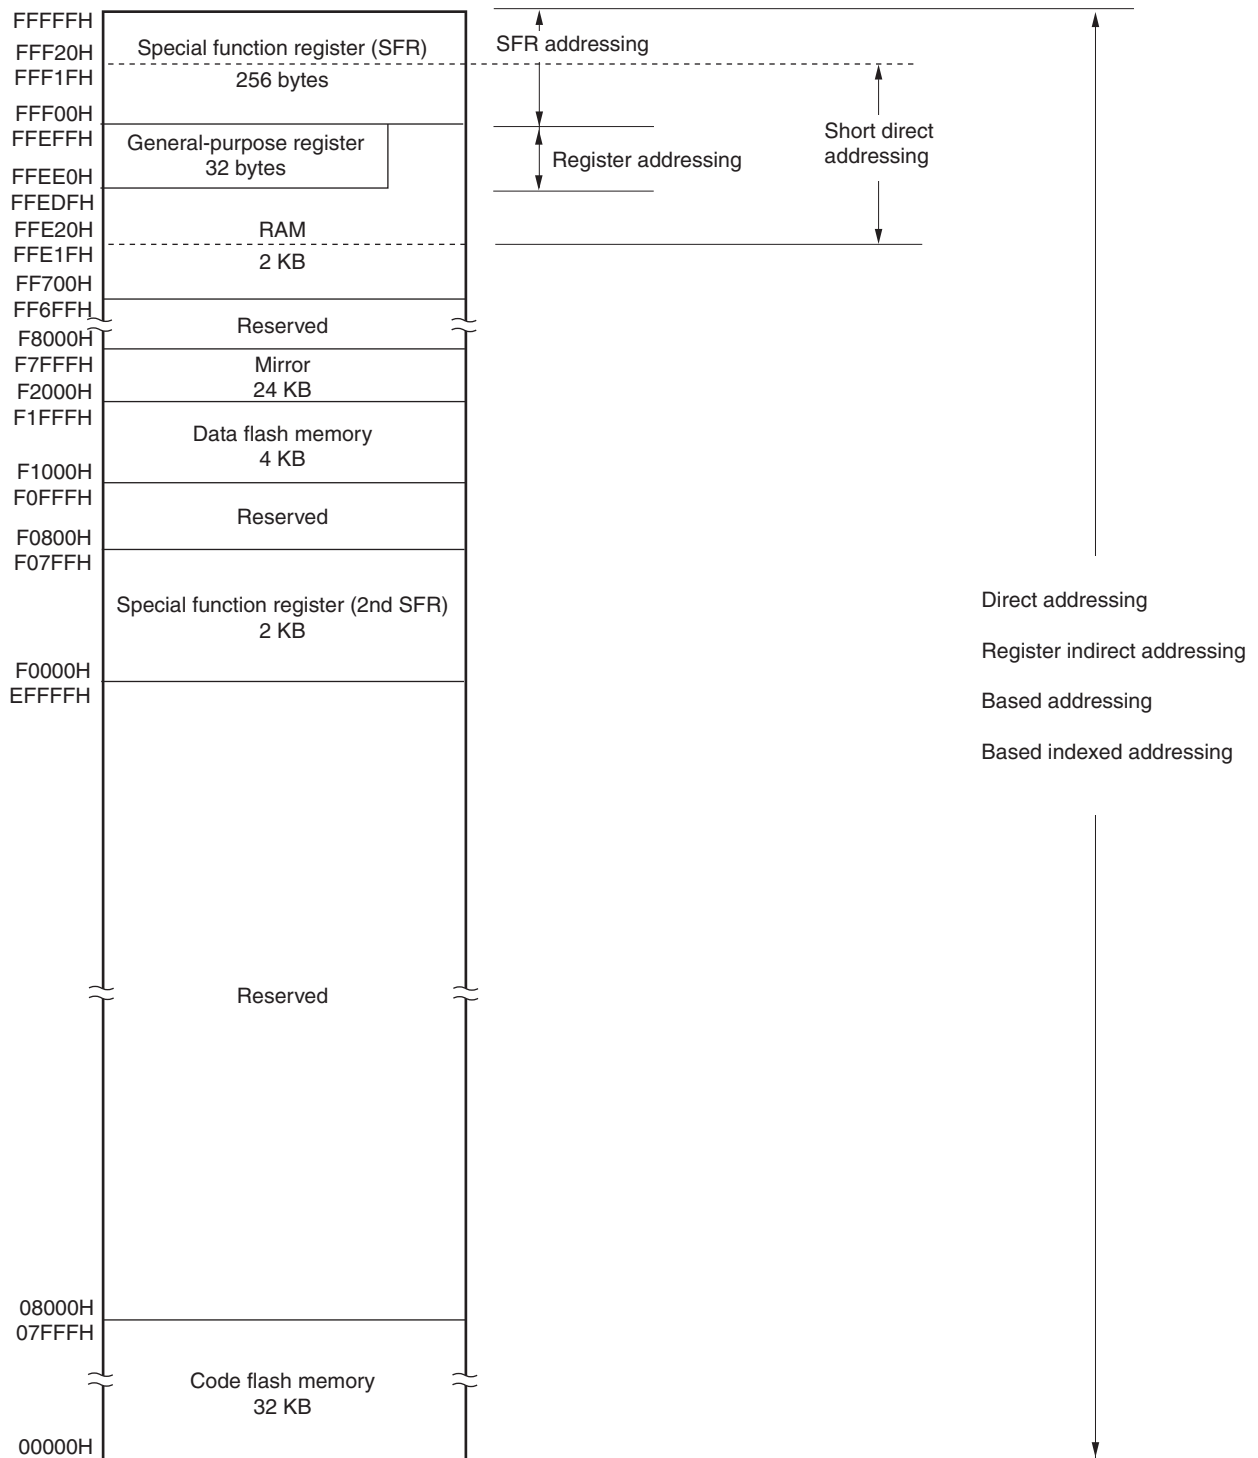 FFFFFH
SFR addressing
FFF20H
Special function register (SFR)
FFF1FH
256 bytes
FFF00H
FFEFFH
General-purpose register
32 bytes
Register addressing
Short direct
addressing
FFEE0H
FFEDFH
FFE20H
RAM
FFE1FH
2 KB
FF700H
FF6FFH
Reserved
F8000H
F7FFFH
Mirror
F2000H
24 KB
F1FFFH
Data flash memory
4 KB
F1000H
F0FFFH
Reserved
F0800H
F07FFH
Special function register (2nd SFR)
2 KB
F0000H
EFFFFH
Direct addressing
Register indirect addressing
Based addressing
Based indexed addressing
Reserved
08000H
07FFFH
Code flash memory
32 KB
00000H